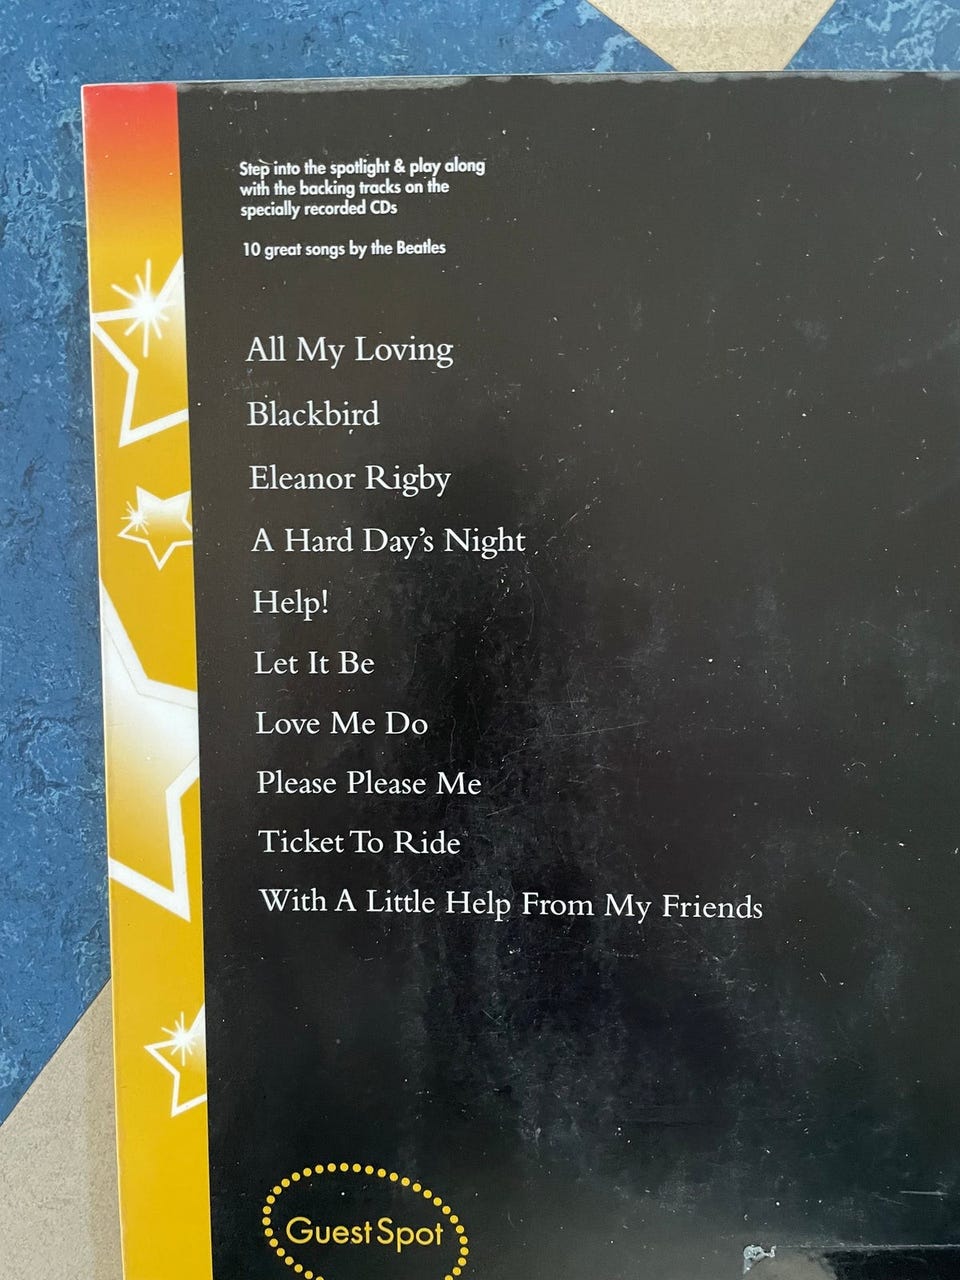 Step into the spotlight & play along
with the backing tracks on the
specially recorded CDs
10 great songs by the Beatles
All My Loving
Blackbird
Eleanor Rigby
A Hard Day's Night
Help!
Let It Be
Love Me Do
Please Please Me
Ticket To Ride
With A Little Help From My Friends
Guest Spot